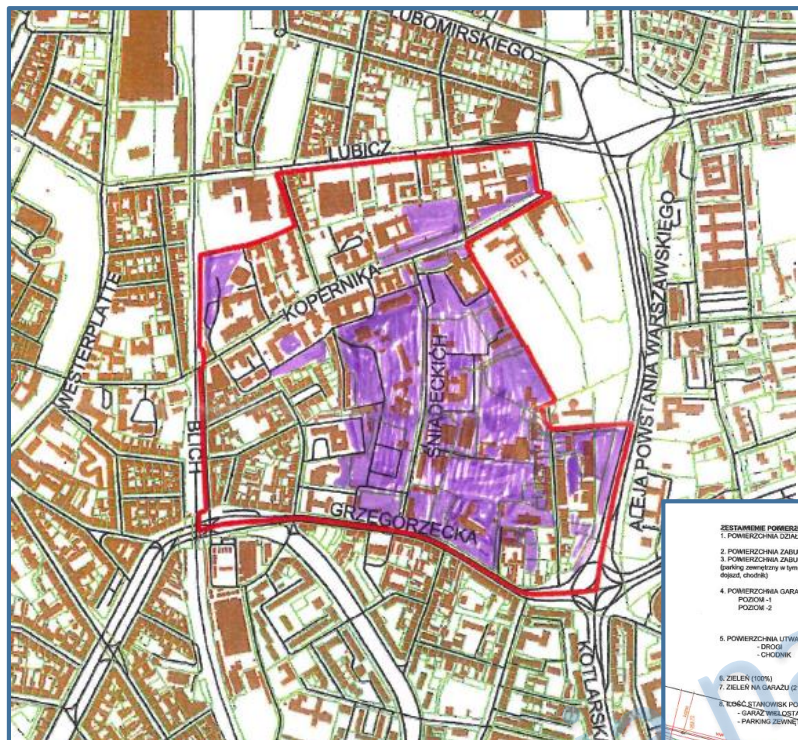 LUBOMIRSKIEGO
LUBICZ
WESTERPLATTE
KOPERNIKA
ALEJA POWSTANIA WARSZAWSKIEGO
ŚNIADECKICH
BLICH
GRZEGÓRZECKA
KOTLARSK
ZESTAWIENIE POWIERZ
1. POWIERZCHNIA DZIAŁ
2. POWIERZCHNIA ZABU
3. POWIERZCHNIA ZABU
(parking zewnętrzny w tym
dojazd, chodnik)
4. POWIERZCHNIA GARA
POZIOM -1
POZIOM -2
5. POWIERZCHNIA UTWA
- DROGI
- CHODNIK
6. ZIELEŃ (100%)
7. ZIELEŃ NA GARAŻU (2
8. ILOŚĆ STANOWISK PO
- GARAŻ WIELOSTA
- PARKING ZEWNĘ